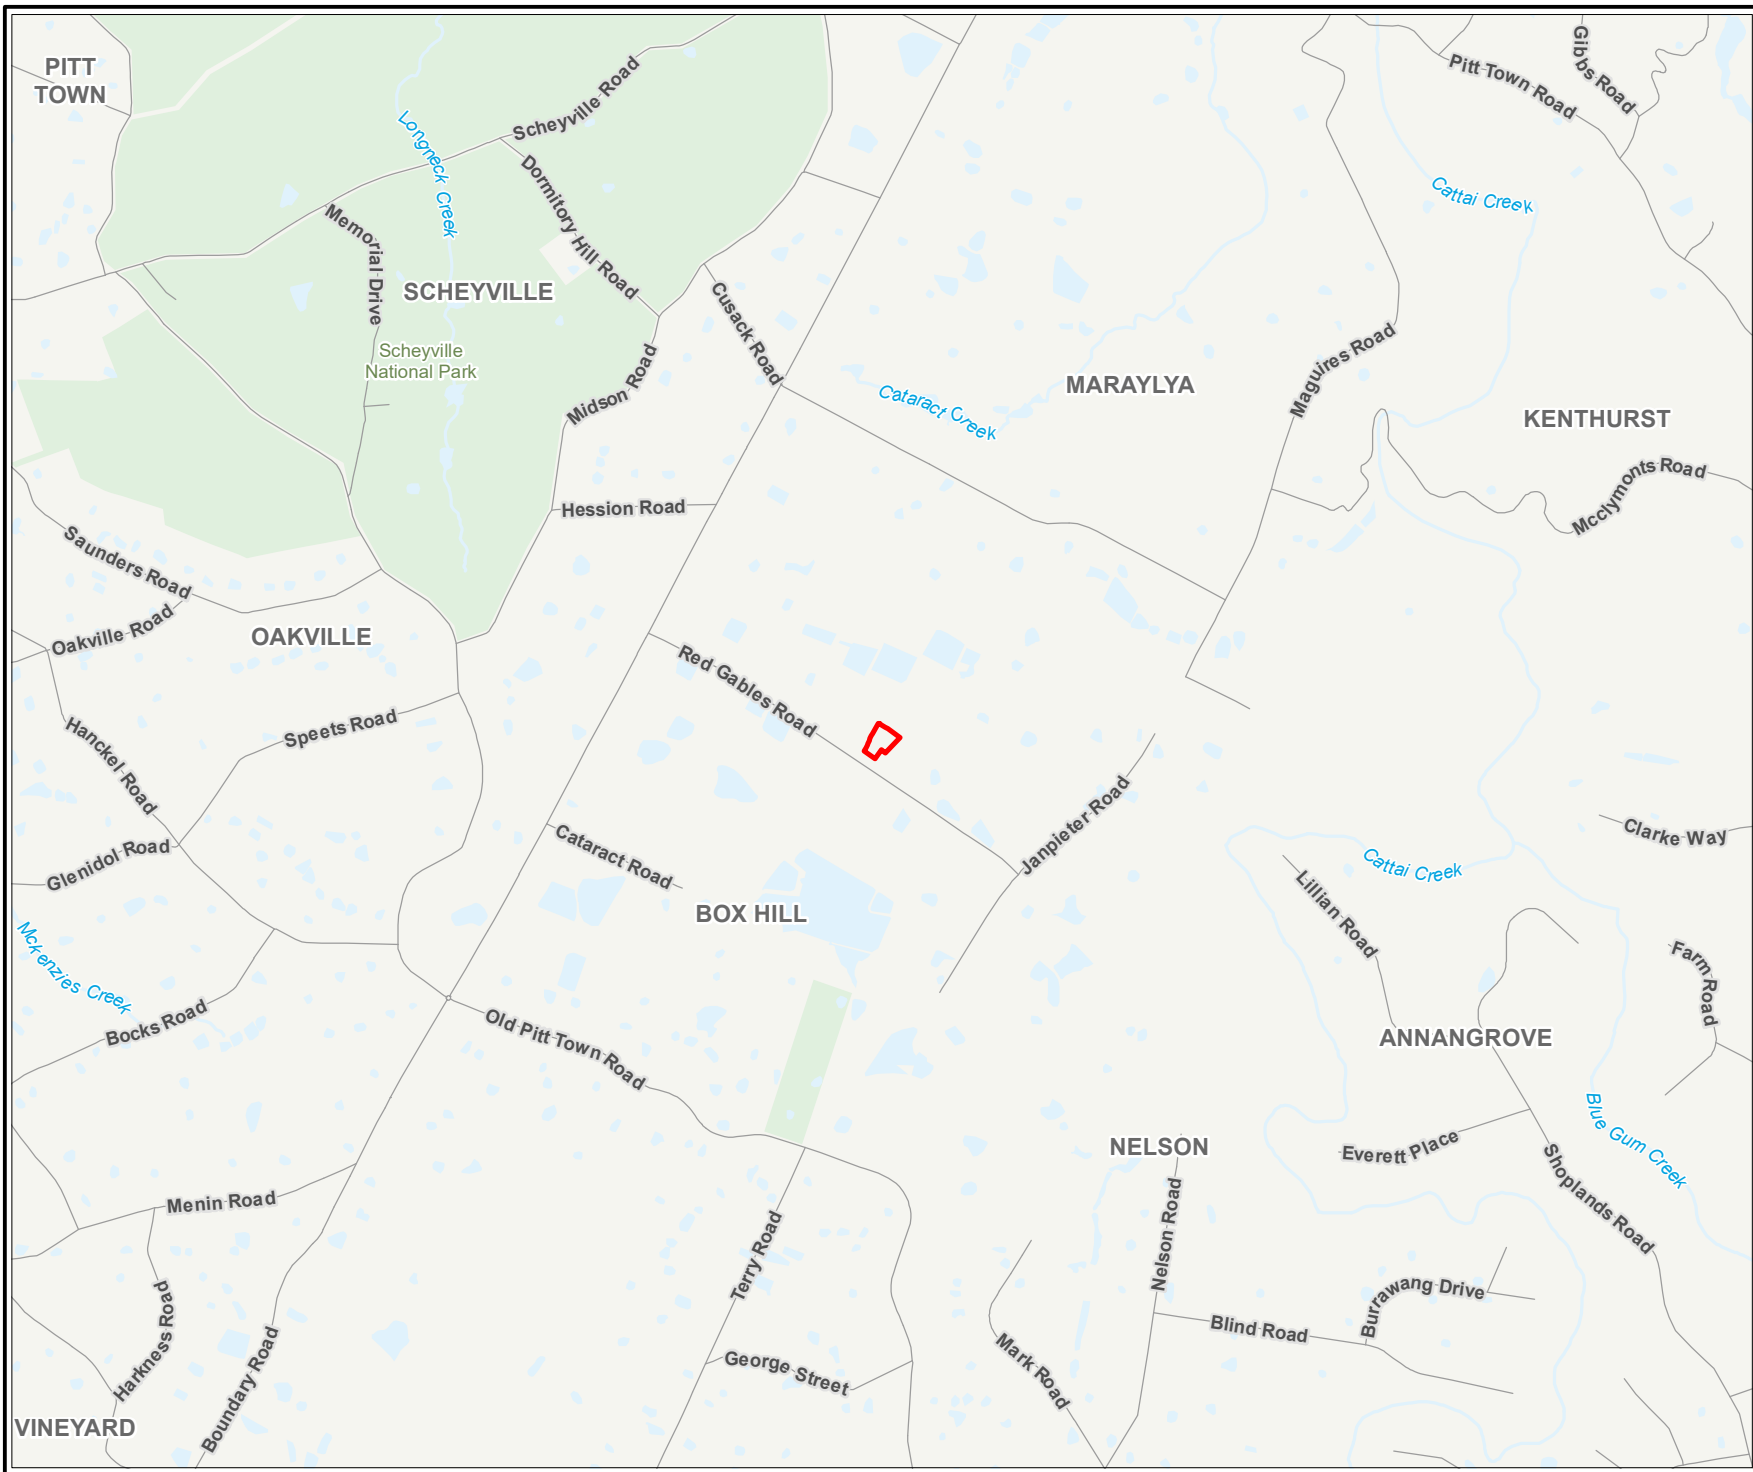 PITT
TOWN
Gibbs Road
Pitt Town Road
Scheyville Road
Longneck Creek
Dormitory Hill Road
Cattai Creek
Memorial Drive
SCHEYVILLE
Cusack Road
Scheyville
National Park
Midson Road
Maguires Road
MARAYLYA
Cataract Creek
KENTHURST
Mcclymonts Road
Hession Road
Saunders Road
Oakville Road
OAKVILLE
Red Gables Road
Speets Road
Hanckel Road
Janpieter Road
Clarke Way
Cataract Road
Glenidol Road
Cattai Creek
Lillian Road
BOX HILL
Mckenzies Creek
Farm Road
Bocks Road
Old Pitt Town Road
ANNANGROVE
Blue Gum Creek
NELSON
Everett Place
Shoplands Road
Menin Road
Nelson Road
Terry Road
Harkness Road
Burrawang Drive
Blind Road
Boundary Road
Mark Road
George Street
VINEYARD